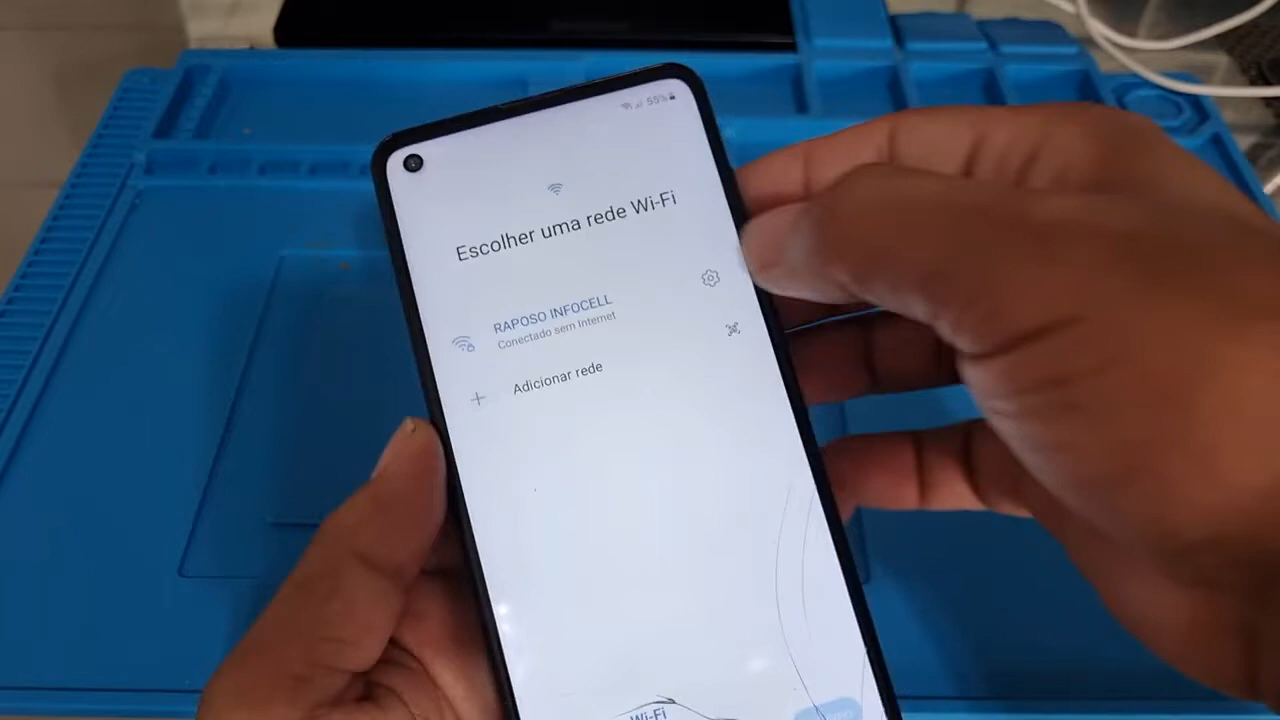 55%
Escolher uma rede Wi-Fi
RAPOSO INFOCELL
Conectado sem Internet
Adicionar rede
Wi-Fi